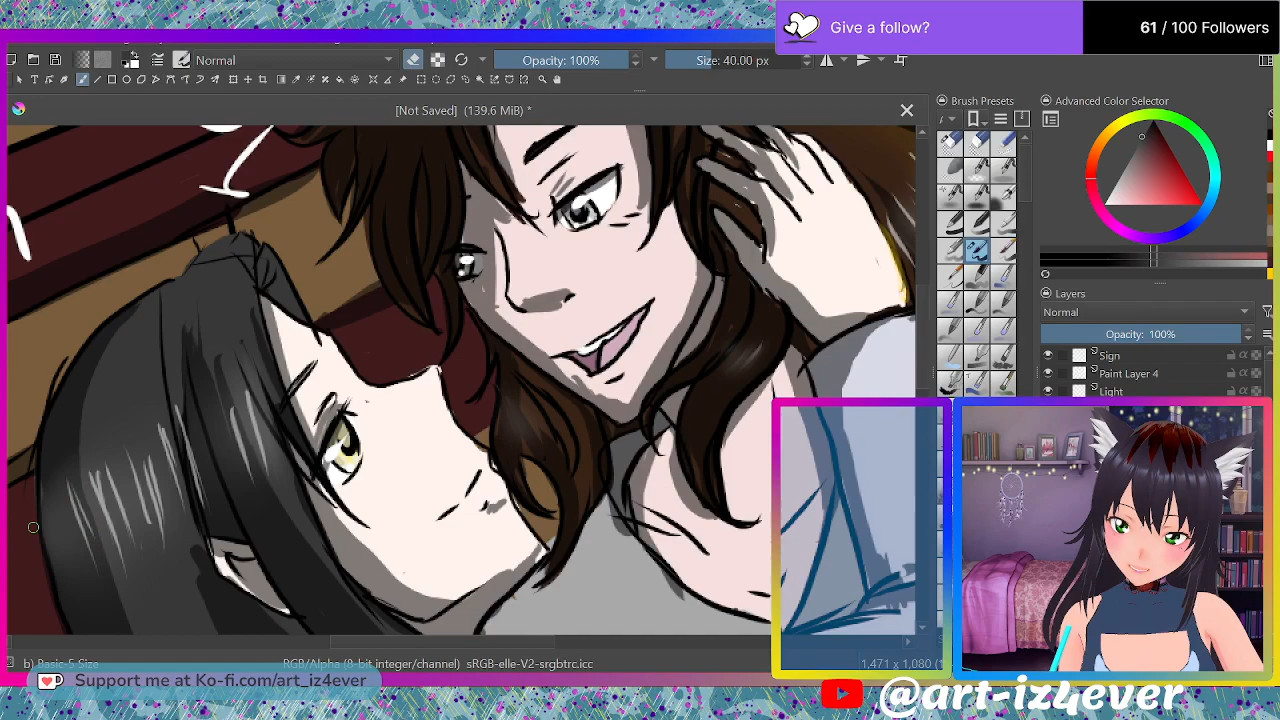 Give a follow?
61 / 100 Followers
Normal
Opacity: 100%
Size: 40.00 px
[Not Saved] (139.6 MiB) *
Brush Presets
Advanced Color Selector
Layers
Normal
Opacity: 100%
Sign
Paint Layer 4
Light
b) Basic-5 Size
RGB/Alpha (8-bit integer/channel) sRGB-elle-V2-srgbtrc.icc
1,471 x 1,080 (1
Support me at Ko-fi.com/art_iz4ever
@art-iz4ever